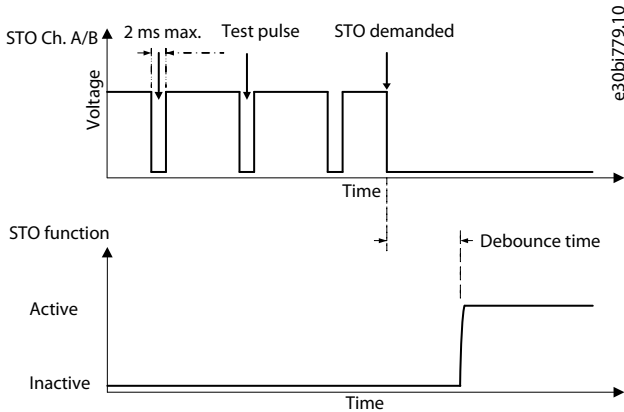 STO Ch. A/B
2 ms max.
Test pulse
STO demanded
Voltage
Time
e30bj779.10
STO function
Debounce time
Active
Inactive
Time